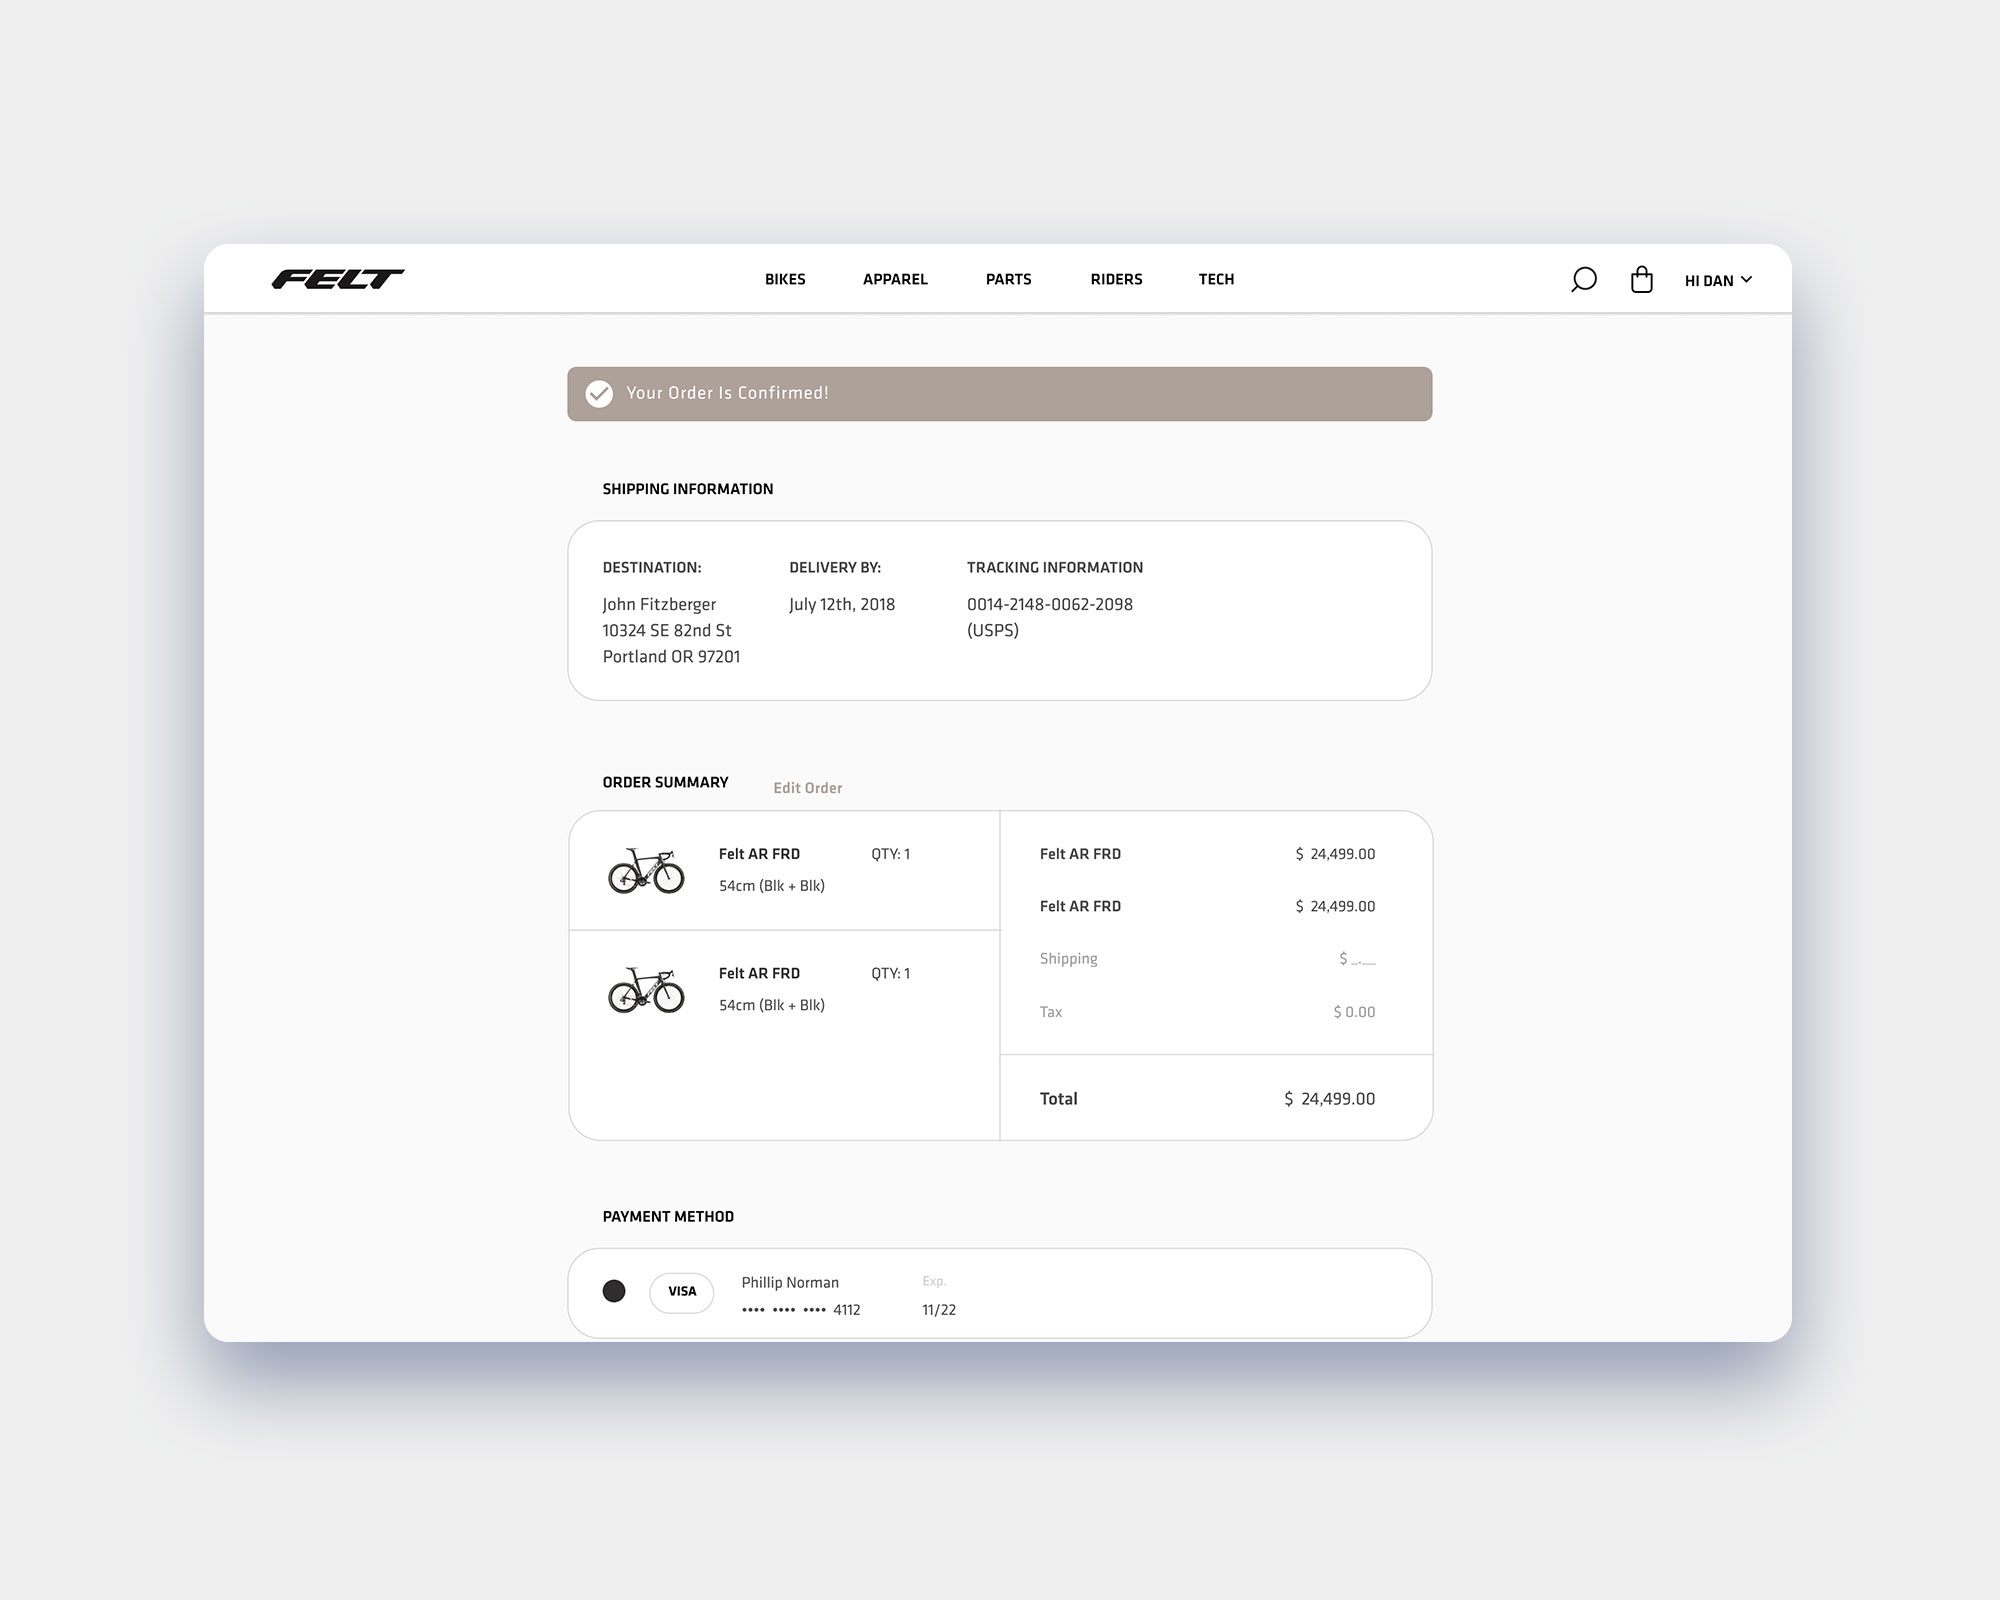 FELT
BIKES APPAREL PARTS RIDERS TECH HI DAN
Your Order Is Confirmed!
SHIPPING INFORMATION
DESTINATION:
John Fitzberger
10324 SE 82nd St
Portland OR 97201
DELIVERY BY:
July 12th, 2018
TRACKING INFORMATION
0014-2148-0062-2098
(USPS)
ORDER SUMMARY
Edit Order
Felt AR FRD QTY: 1
54cm (Blk + Blk)
Felt AR FRD QTY: 1
54cm (Blk + Blk)
Felt AR FRD $ 24,499.00
Felt AR FRD $ 24,499.00
Shipping $ _.__
Tax $ 0.00
Total $ 24,499.00
PAYMENT METHOD
VISA
Phillip Norman
•••• •••• •••• 4112
Exp.
11/22